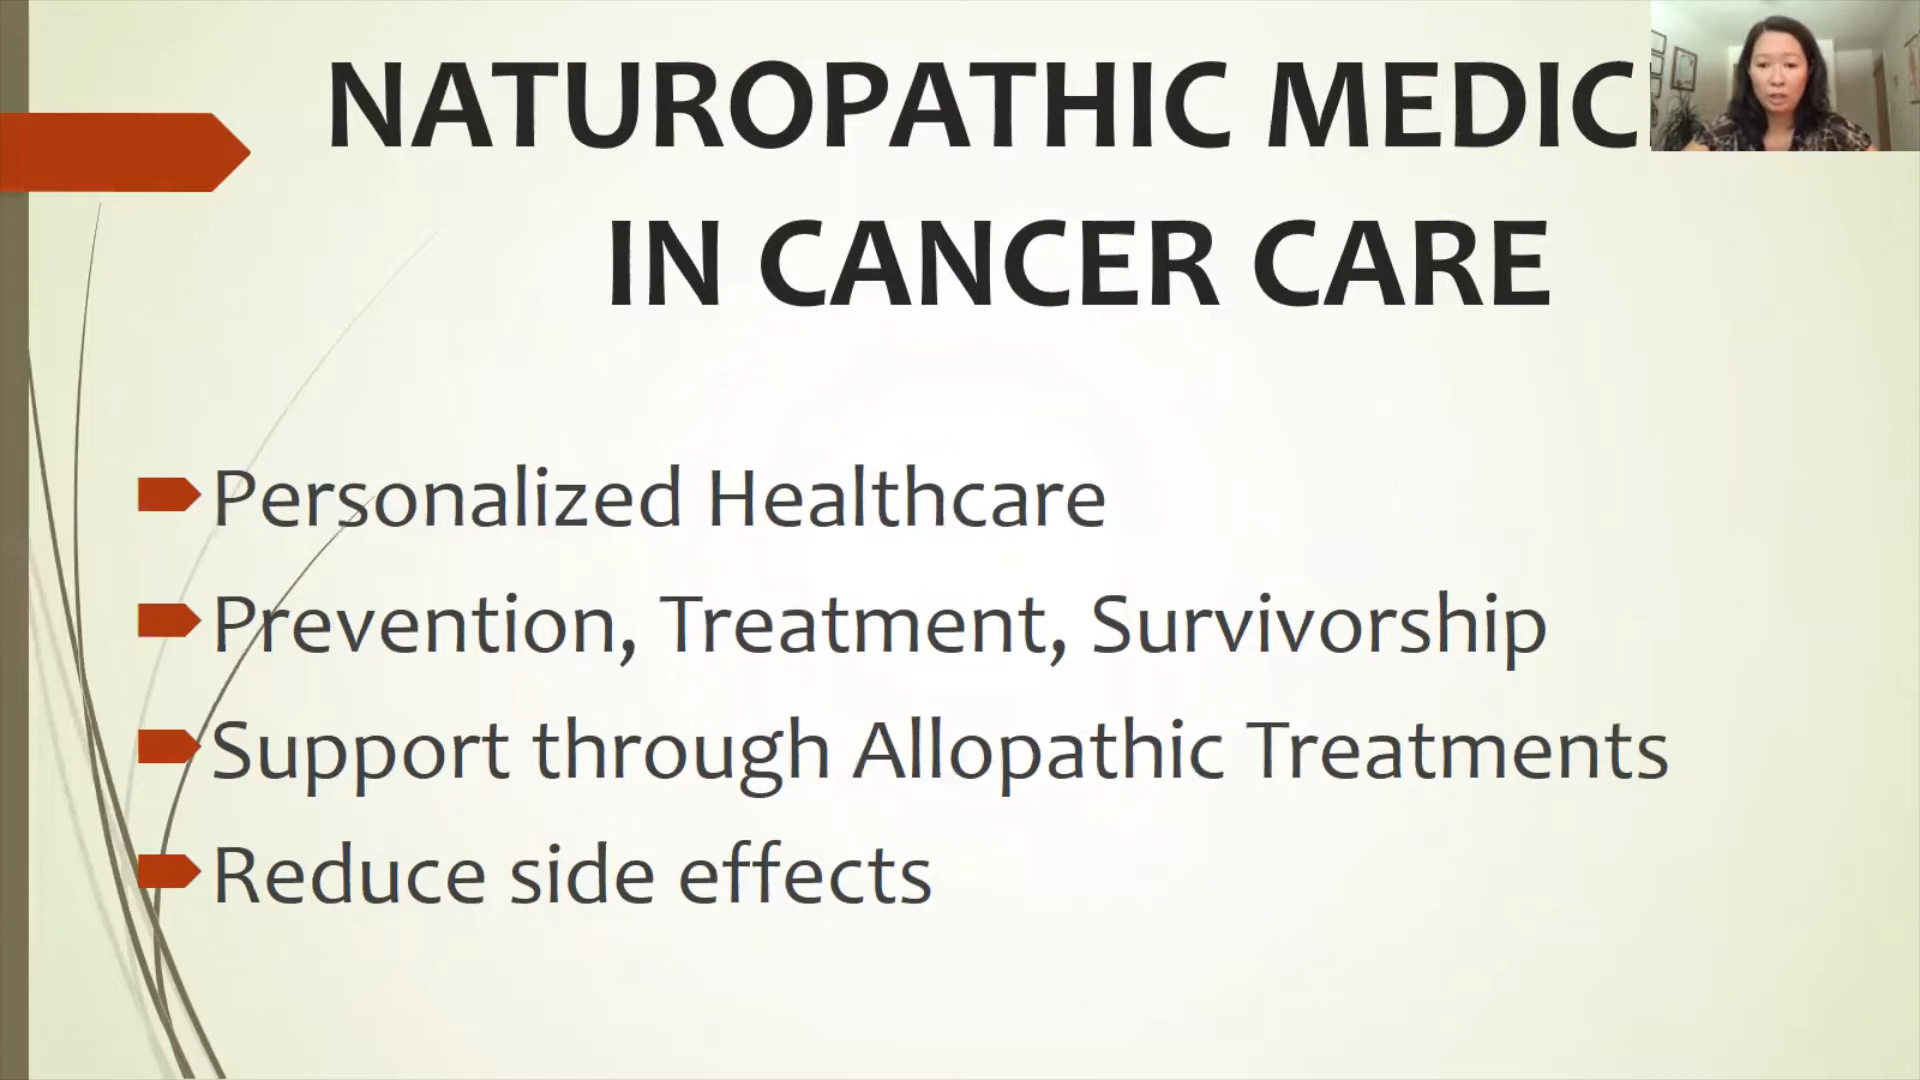 NATUROPATHIC MEDIC
IN CANCER CARE
Personalized Healthcare
Prevention, Treatment, Survivorship
Support through Allopathic Treatments
Reduce side effects